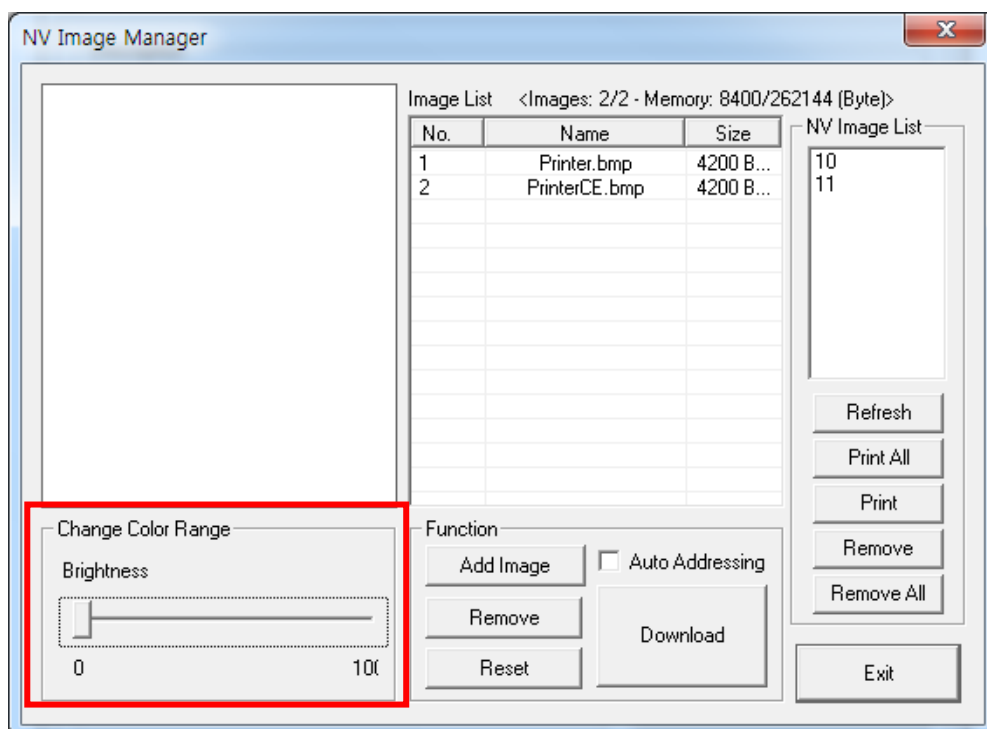 NV Image Manager
Image List <Images: 2/2 - Memory: 8400/262144 (Byte)>
No. Name Size
1 Printer.bmp 4200 B...
2 PrinterCE.bmp 4200 B...
NV Image List
10
11
Refresh
Print All
Print
Remove
Remove All
Exit
Change Color Range
Brightness
0 100
Function
Add Image
Auto Addressing
Remove
Download
Reset